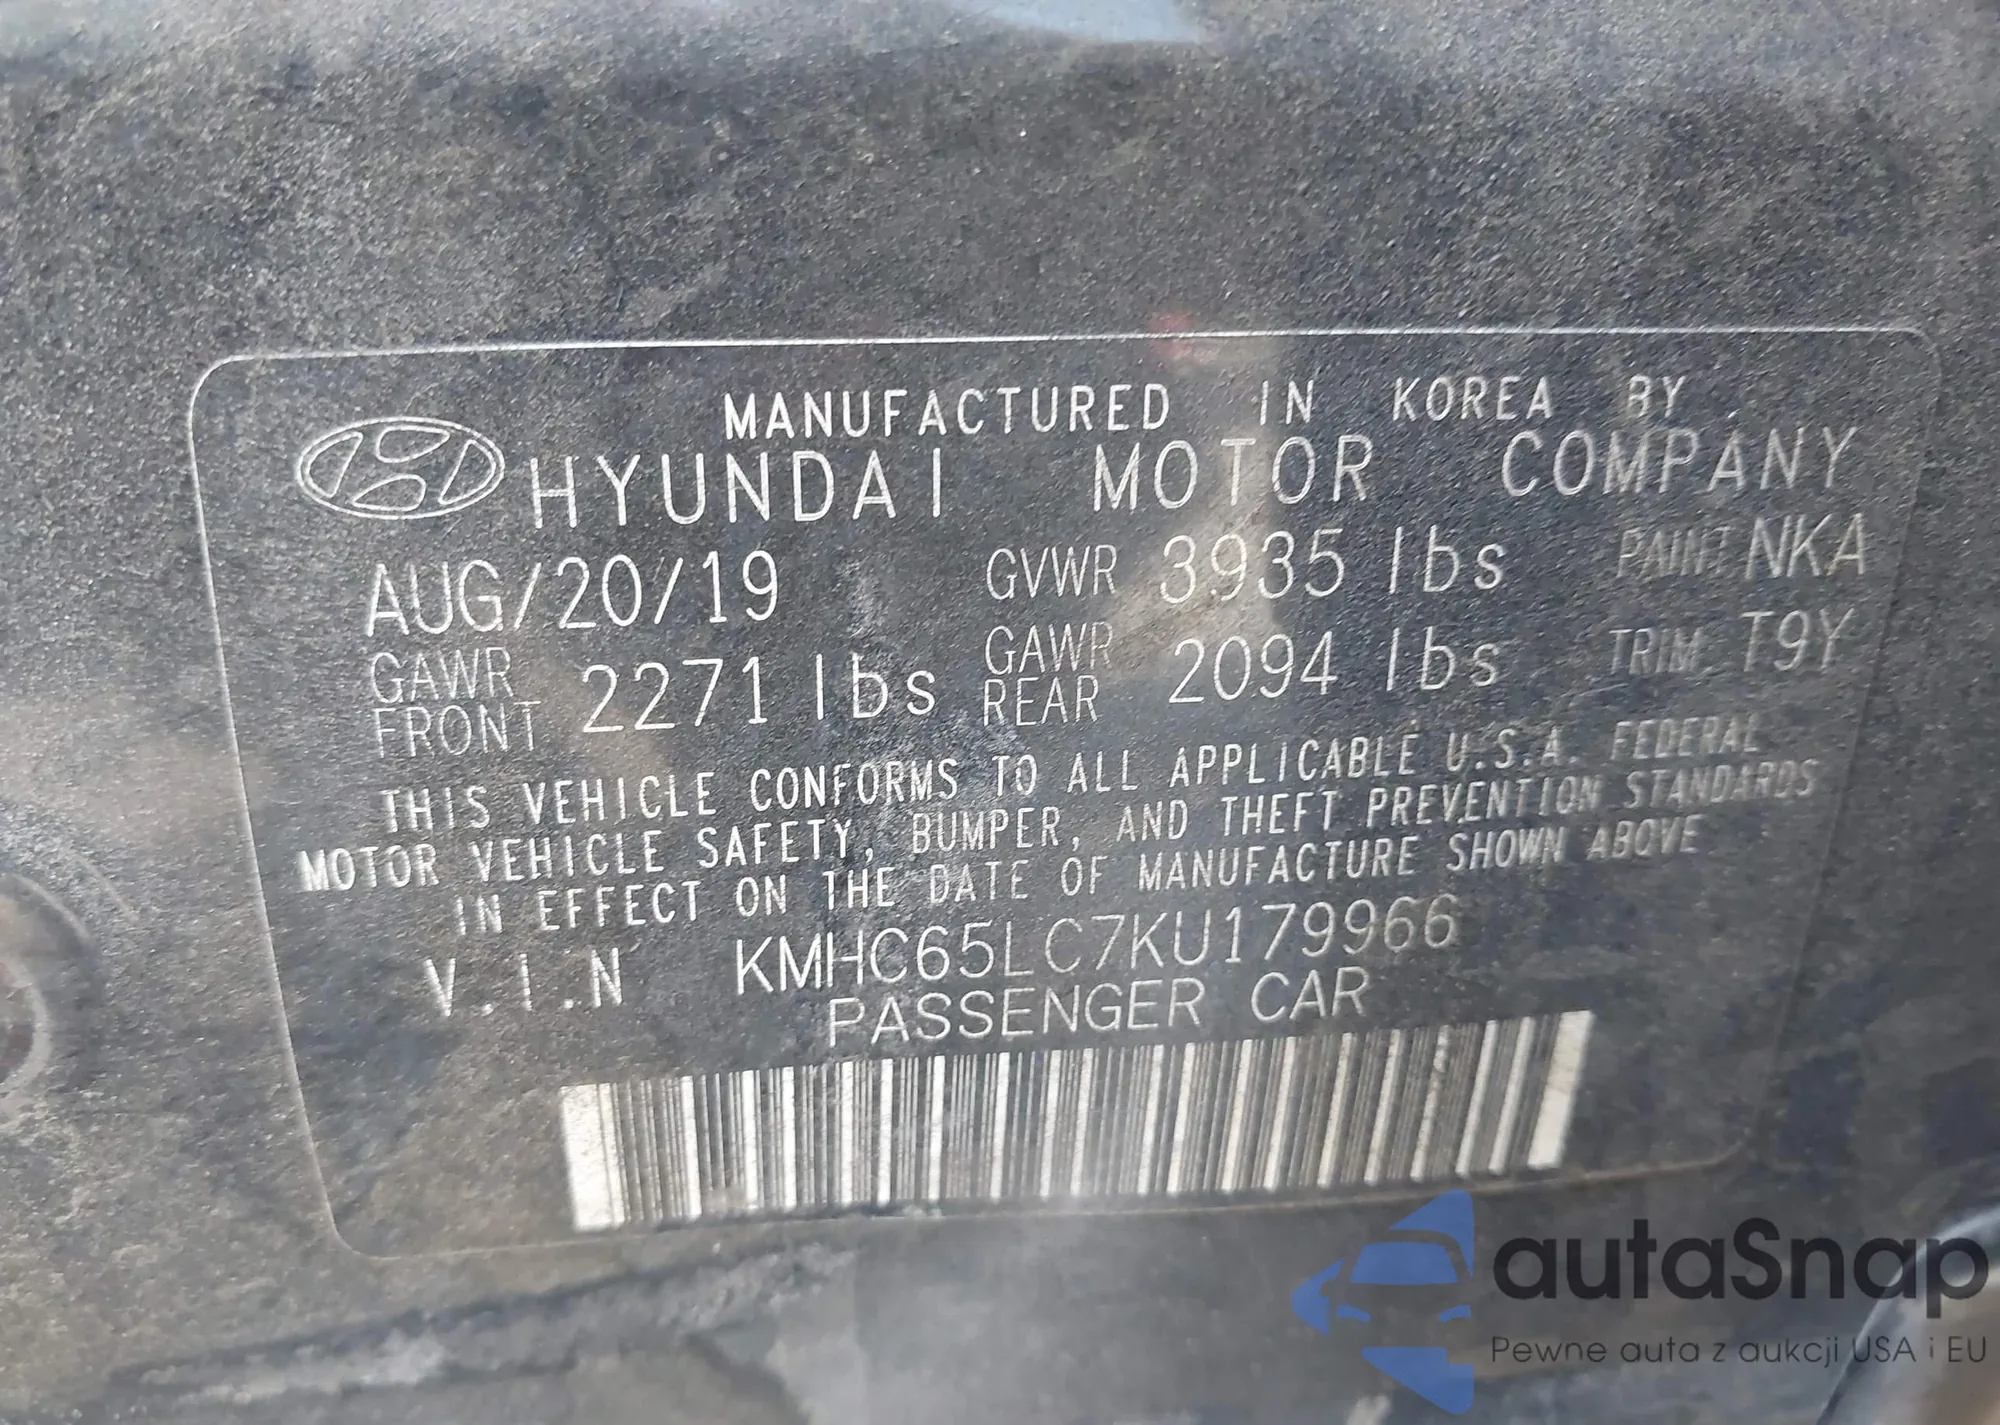 MANUFACTURED IN KOREA BY
HYUNDAI MOTOR COMPANY
AUG/20/19 GVWR 3935 lbs PAINT NKA
GAWR FRONT 2271 lbs GAWR REAR 2094 lbs TRIM T9Y
THIS VEHICLE CONFORMS TO ALL APPLICABLE U.S.A. FEDERAL
MOTOR VEHICLE SAFETY, BUMPER, AND THEFT PREVENTION STANDARDS
IN EFFECT ON THE DATE OF MANUFACTURE SHOWN ABOVE
V.I.N KMHC65LC7KU179966
PASSENGER CAR
autaSnap
Pewne auta z aukcji USA i EU